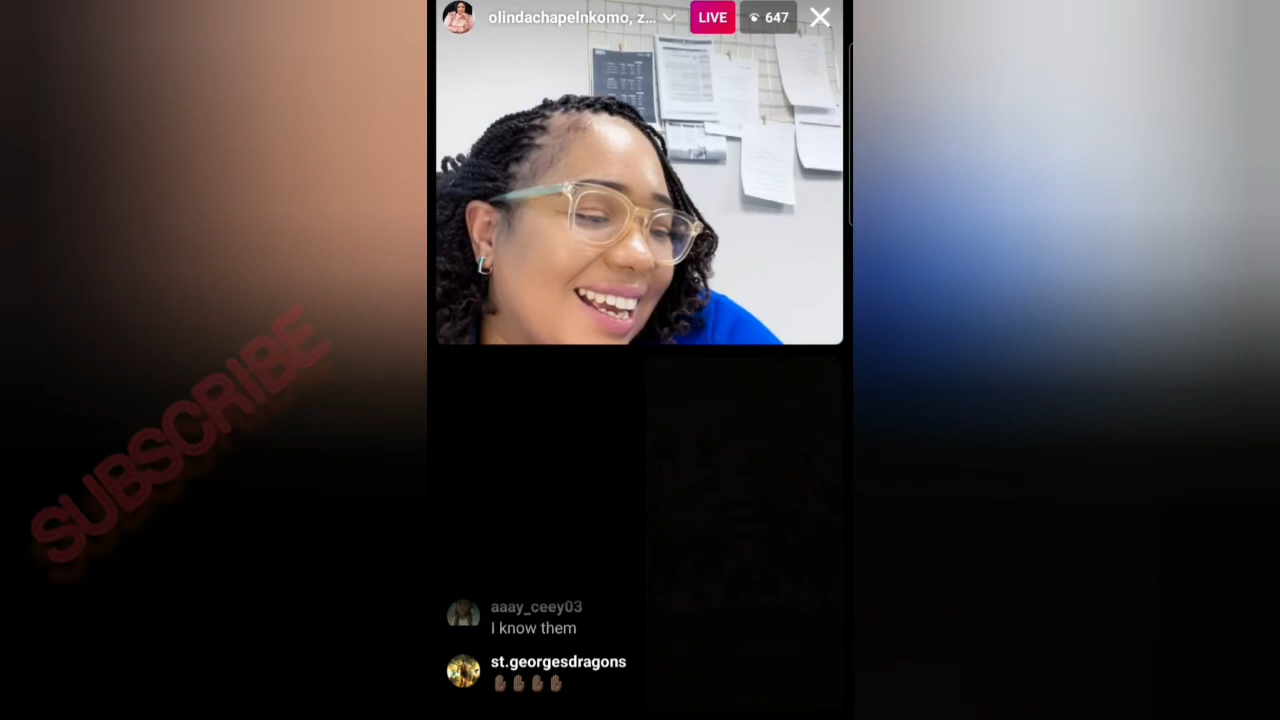 olindachapelnkomo, z...
LIVE
647
SUBSCRIBE
aaay_ceey03
I know them
st.georgesdragons
✋🏿✋🏿✋🏿✋🏿